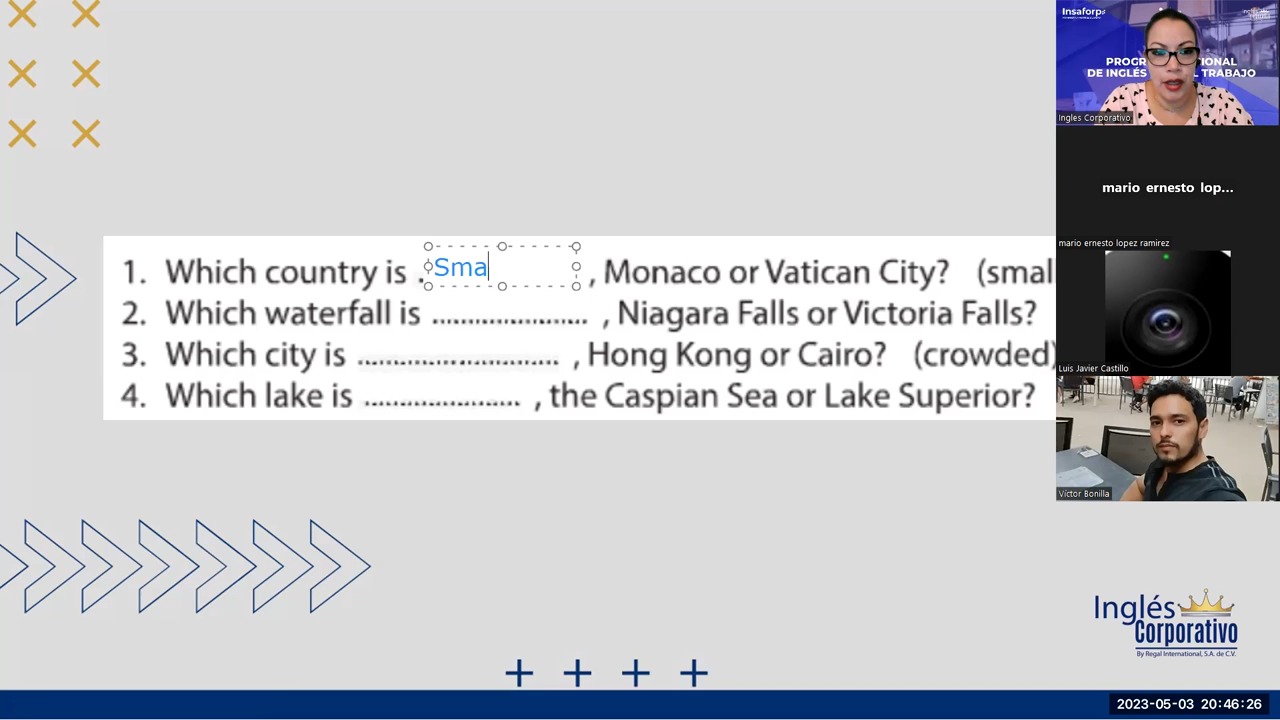 Insaforp
PROGR IONAL
DE INGLÉS L TRABAJO
Ingles Corporativo
mario ernesto lop...
mario ernesto lopez ramirez
1. Which country is . Sma , Monaco or Vatican City? (smal
2. Which waterfall is ...................... , Niagara Falls or Victoria Falls?
3. Which city is ............................ , Hong Kong or Cairo? (crowded)
4. Which lake is ...................... , the Caspian Sea or Lake Superior?
Luis Javier Castillo
Víctor Bonilla
Inglés
Corporativo
By Regal International, S.A. de C.V.
2023-05-03 20:46:26